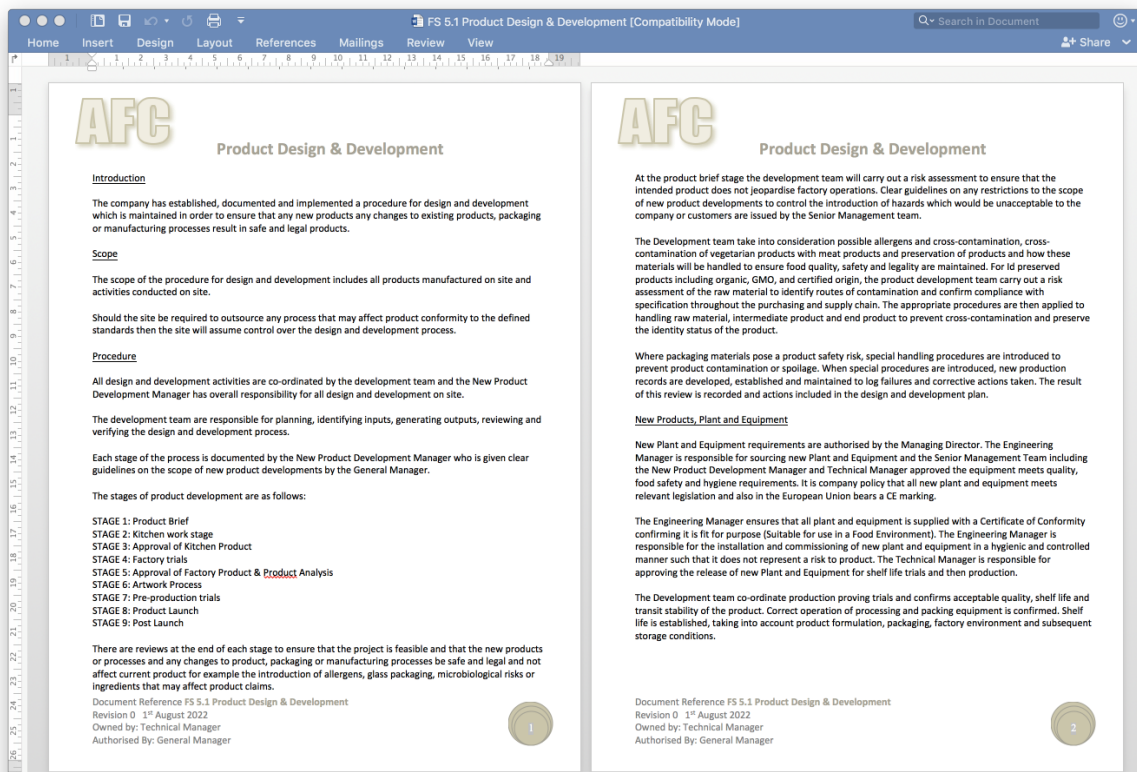 FS 5.1 Product Design & Development [Compatibility Mode]
Search in Document
Home Insert Design Layout References Mailings Review View
Share
1 1 2 3 4 5 6 7 8 9 10 11 12 13 14 15 16 17 18 19
AFC
Product Design & Development
Introduction
The company has established, documented and implemented a procedure for design and development
which is maintained in order to ensure that any new products any changes to existing products, packaging
or manufacturing processes result in safe and legal products.
Scope
The scope of the procedure for design and development includes all products manufactured on site and
activities conducted on site.
Should the site be required to outsource any process that may affect product conformity to the defined
standards then the site will assume control over the design and development process.
Procedure
All design and development activities are co-ordinated by the development team and the New Product
Development Manager has overall responsibility for all design and development on site.
The development team are responsible for planning, identifying inputs, generating outputs, reviewing and
verifying the design and development process.
Each stage of the process is documented by the New Product Development Manager who is given clear
guidelines on the scope of new product developments by the General Manager.
The stages of product development are as follows:
STAGE 1: Product Brief
STAGE 2: Kitchen work stage
STAGE 3: Approval of Kitchen Product
STAGE 4: Factory trials
STAGE 5: Approval of Factory Product & Product Analysis
STAGE 6: Artwork Process
STAGE 7: Pre-production trials
STAGE 8: Product Launch
STAGE 9: Post Launch
There are reviews at the end of each stage to ensure that the project is feasible and that the new products
or processes and any changes to product, packaging or manufacturing processes be safe and legal and not
affect current product for example the introduction of allergens, glass packaging, microbiological risks or
ingredients that may affect product claims.
Document Reference FS 5.1 Product Design & Development
Revision 0 1st August 2022
Owned by: Technical Manager
Authorised By: General Manager
1
AFC
Product Design & Development
At the product brief stage the development team will carry out a risk assessment to ensure that the
intended product does not jeopardise factory operations. Clear guidelines on any restrictions to the scope
of new product developments to control the introduction of hazards which would be unacceptable to the
company or customers are issued by the Senior Management team.
The Development team take into consideration possible allergens and cross-contamination, cross-
contamination of vegetarian products with meat products and preservation of products and how these
materials will be handled to ensure food quality, safety and legality are maintained. For Id preserved
products including organic, GMO, and certified origin, the product development team carry out a risk
assessment of the raw material to identify routes of contamination and confirm compliance with
specification throughout the purchasing and supply chain. The appropriate procedures are then applied to
handling raw material, intermediate product and end product to prevent cross-contamination and preserve
the identity status of the product.
Where packaging materials pose a product safety risk, special handling procedures are introduced to
prevent product contamination or spoilage. When special procedures are introduced, new production
records are developed, established and maintained to log failures and corrective actions taken. The result
of this review is recorded and actions included in the design and development plan.
New Products, Plant and Equipment
New Plant and Equipment requirements are authorised by the Managing Director. The Engineering
Manager is responsible for sourcing new Plant and Equipment and the Senior Management Team including
the New Product Development Manager and Technical Manager approved the equipment meets quality,
food safety and hygiene requirements. It is company policy that all new plant and equipment meets
relevant legislation and also in the European Union bears a CE marking.
The Engineering Manager ensures that all plant and equipment is supplied with a Certificate of Conformity
confirming it is fit for purpose (Suitable for use in a Food Environment). The Engineering Manager is
responsible for the installation and commissioning of new plant and equipment in a hygienic and controlled
manner such that it does not represent a risk to product. The Technical Manager is responsible for
approving the release of new Plant and Equipment for shelf life trials and then production.
The Development team co-ordinate production proving trials and confirms acceptable quality, shelf life and
transit stability of the product. Correct operation of processing and packing equipment is confirmed. Shelf
life is established, taking into account product formulation, packaging, factory environment and subsequent
storage conditions.
Document Reference FS 5.1 Product Design & Development
Revision 0 1st August 2022
Owned by: Technical Manager
Authorised By: General Manager
2